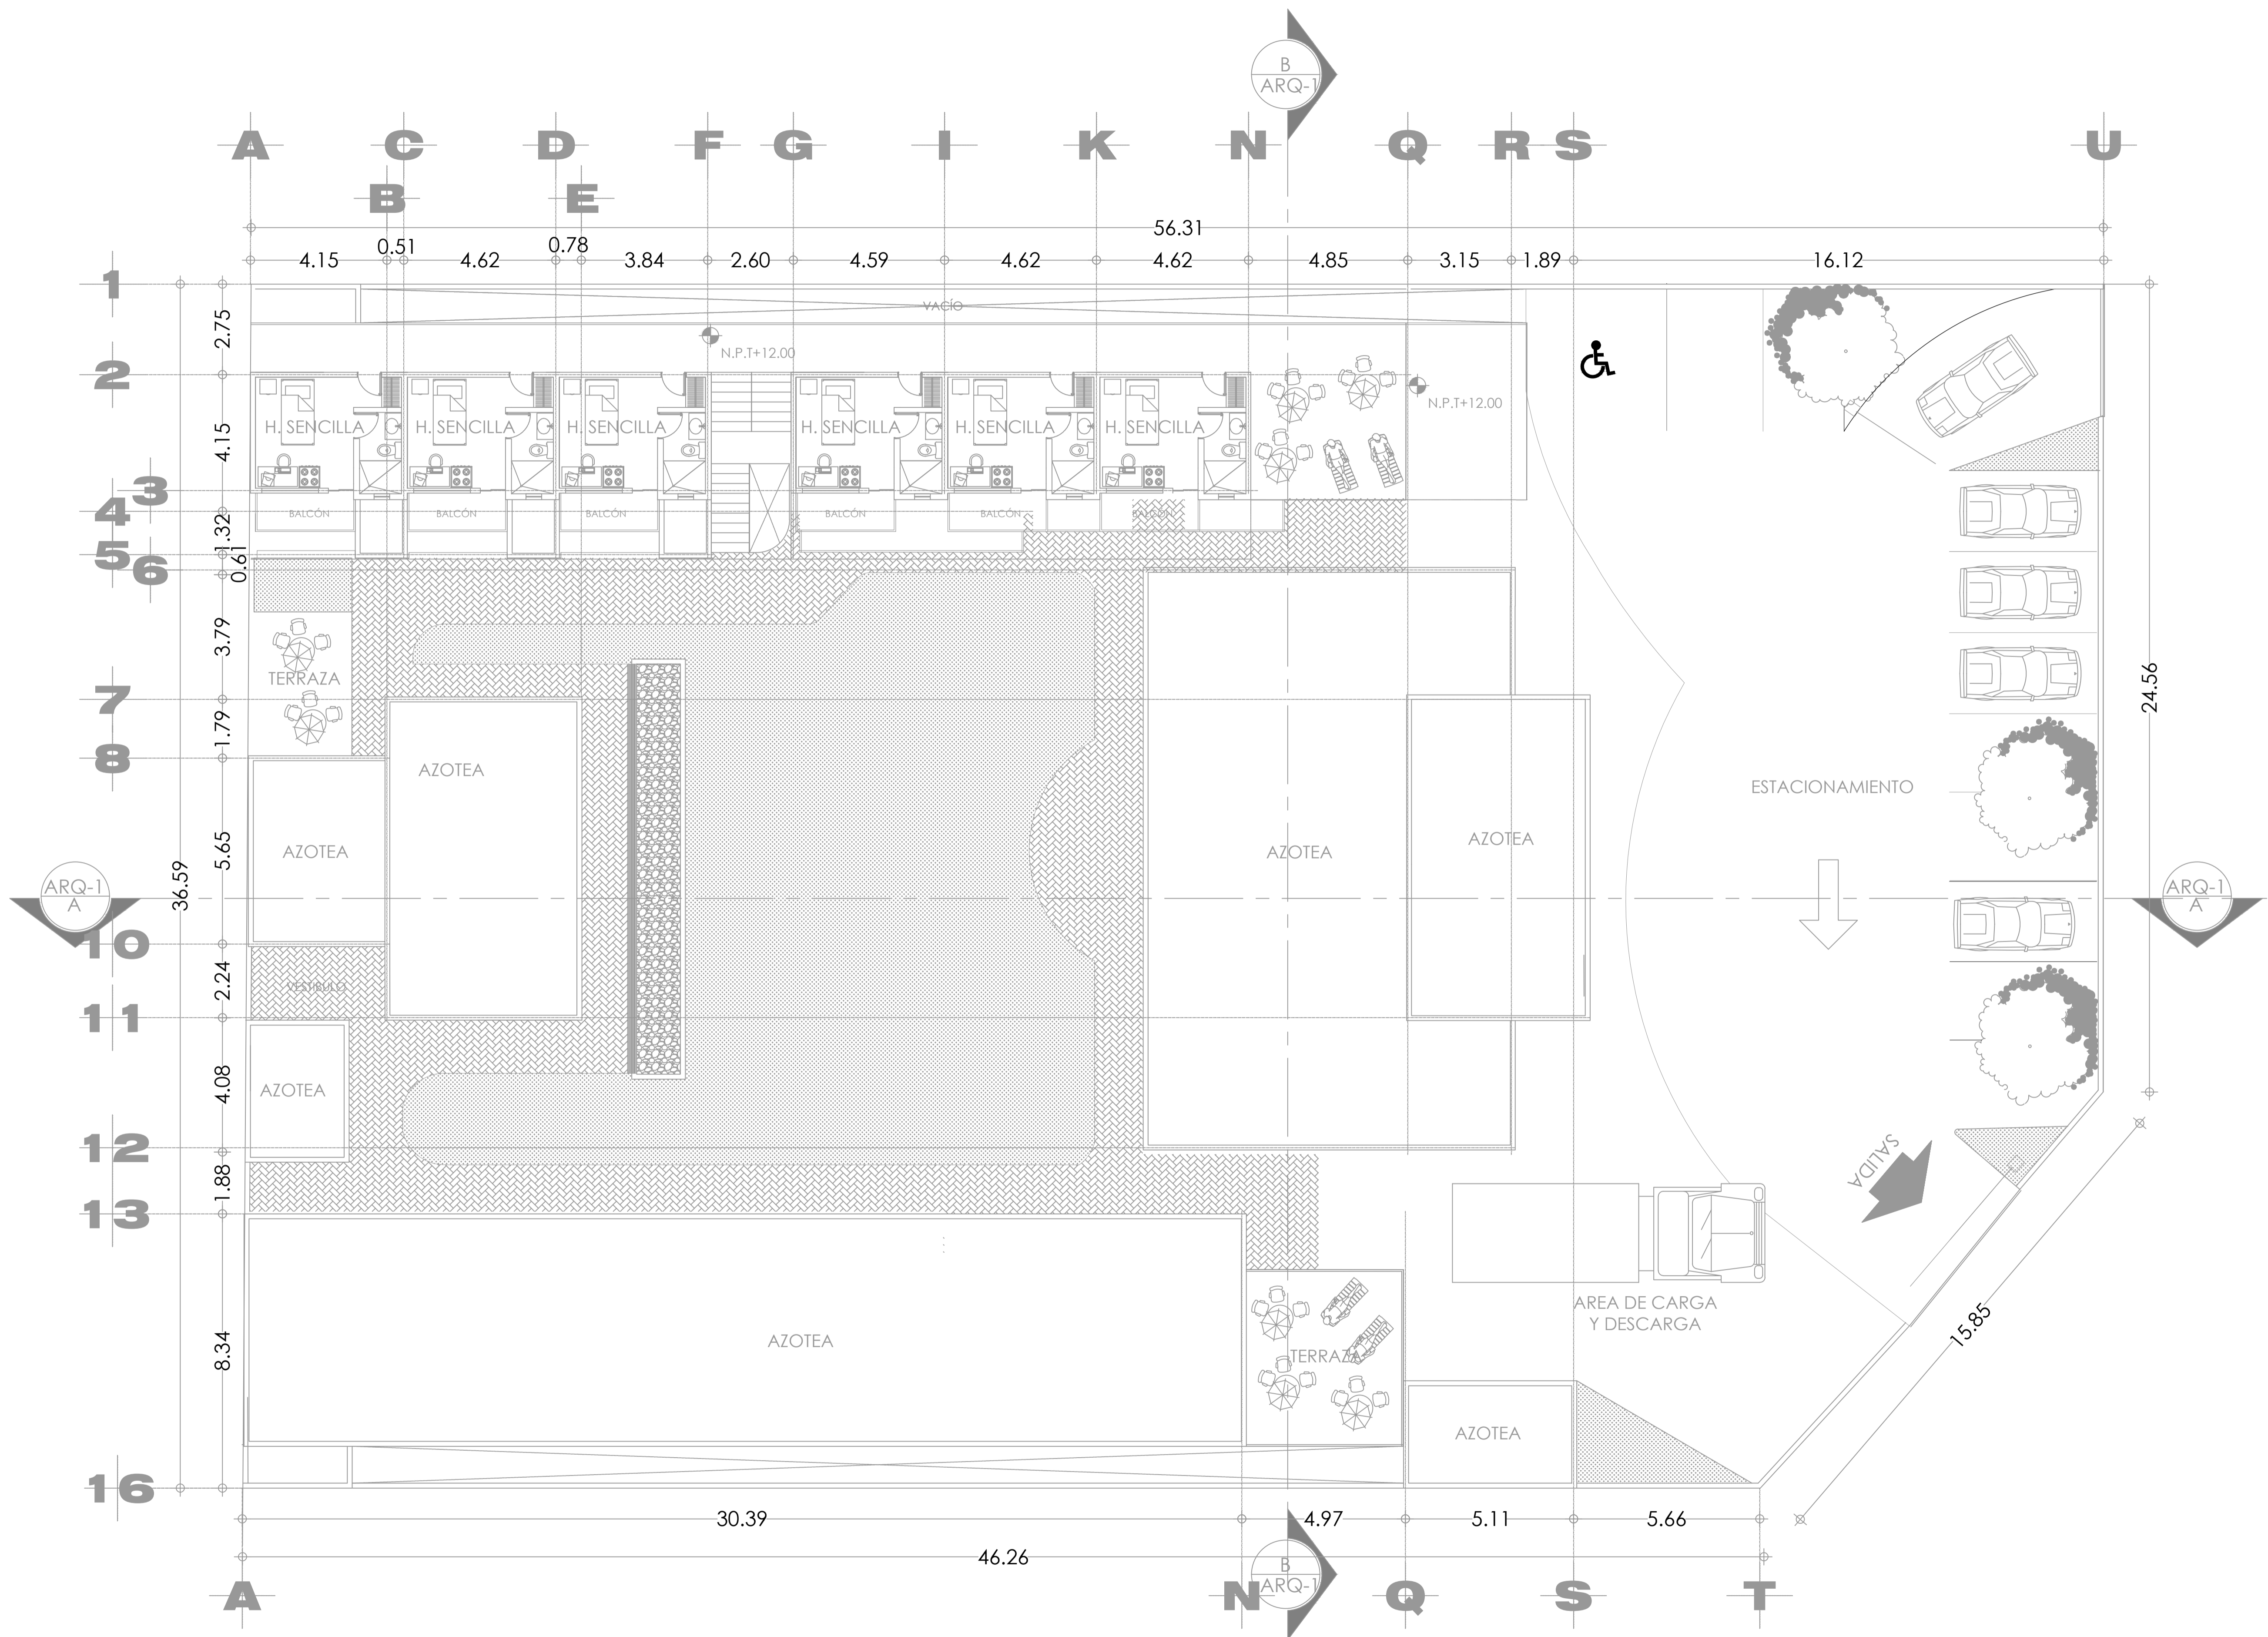 B
ARQ-1
A C D F G I K N Q R S U
B E
56.31
4.15 0.51 4.62 0.78 3.84 2.60 4.59 4.62 4.62 4.85 3.15 1.89 16.12
1
VACÍO
2.75
N.P.T+12.00
2
N.P.T+12.00
4.15
H. SENCILLA H. SENCILLA H. SENCILLA H. SENCILLA H. SENCILLA H. SENCILLA
3
4
BALCÓN BALCÓN BALCÓN BALCÓN BALCÓN BALCÓN
1.32
5
6
0.61
3.79
TERRAZA
24.56
7
1.79
8
AZOTEA
ESTACIONAMIENTO
5.65
AZOTEA
AZOTEA
AZOTEA
36.59
ARQ-1
A
ARQ-1
A
10
2.24
VESTIBULO
11
4.08
AZOTEA
12
SALIDA
1.88
13
AREA DE CARGA
Y DESCARGA
15.85
8.34
AZOTEA
TERRAZA
AZOTEA
16
30.39 4.97 5.11 5.66
46.26
B
ARQ-1
A N Q S T